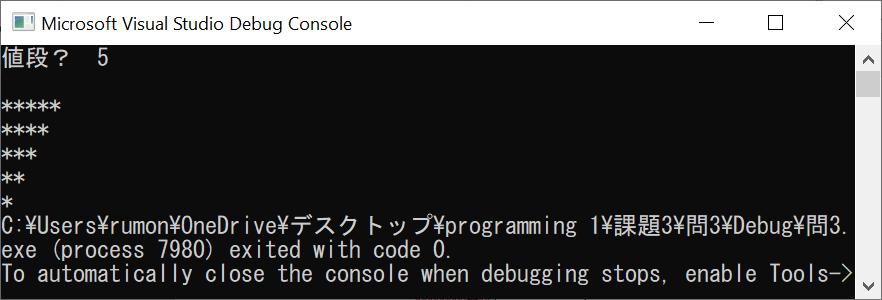 Microsoft Visual Studio Debug Console
値段？ 5
*****
****
***
**
*
C:¥Users¥rumon¥OneDrive¥デスクトップ¥programming 1¥課題3¥問3¥Debug¥問3.
exe (process 7980) exited with code 0.
To automatically close the console when debugging stops, enable Tools->